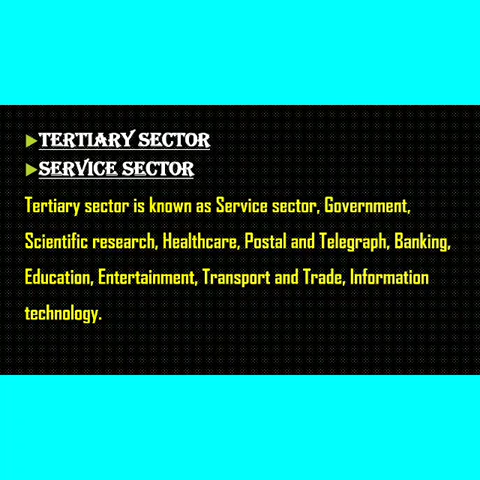 TERTIARY SECTOR
SERVICE SECTOR
Tertiary sector is known as Service sector, Government,
Scientific research, Healthcare, Postal and Telegraph, Banking,
Education, Entertainment, Transport and Trade, Information
technology.